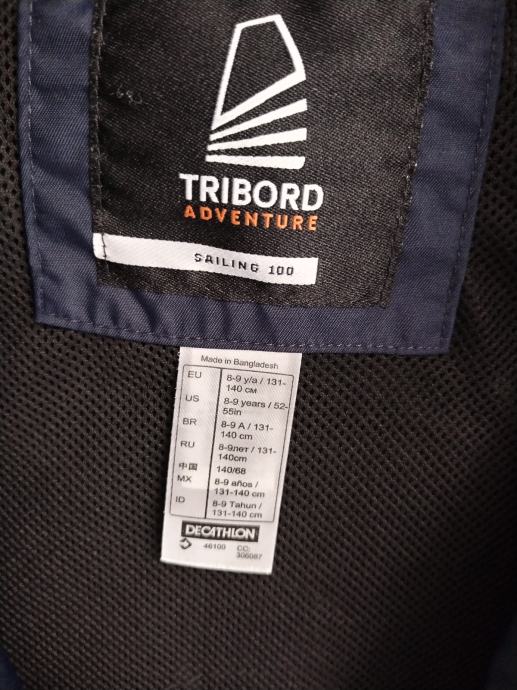 TRIBORD
ADVENTURE
SAILING 100
Made in Bangladesh
EU 8-9 y/a / 131-
140 см
US 8-9 years / 52-
55in
BR 8-9 A / 131-
140 cm
RU 8-9лет / 131-
140cm
中国 140/68
MX 8-9 años /
131-140 cm
ID 8-9 Tahun /
131-140 cm
DECATHLON
46100 CC:
306087